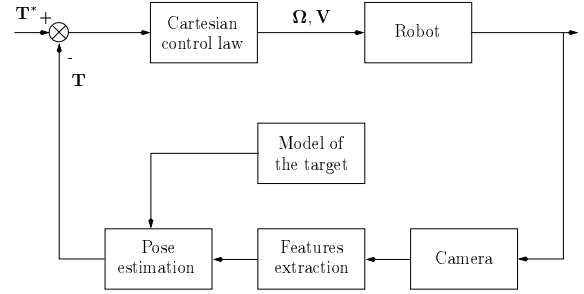 T* +
Cartesian
control law
Ω, V
Robot
-
T
Model of
the target
Pose
estimation
Features
extraction
Camera